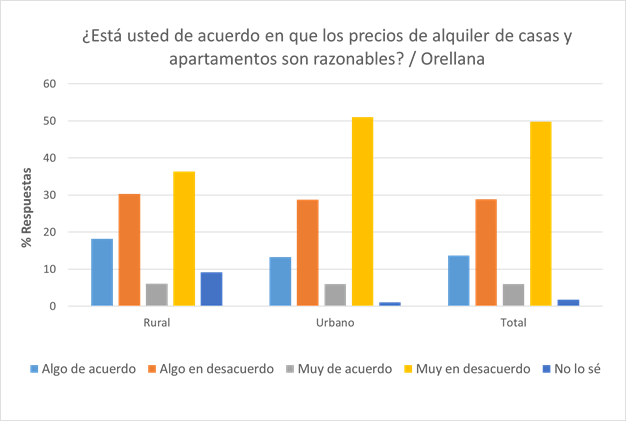 ¿Está usted de acuerdo en que los precios de alquiler de casas y
apartamentos son razonables? / Orellana
60
50
40
30
20
10
0
% Respuestas
Rural Urbano Total
Algo de acuerdo Algo en desacuerdo Muy de acuerdo Muy en desacuerdo No lo sé